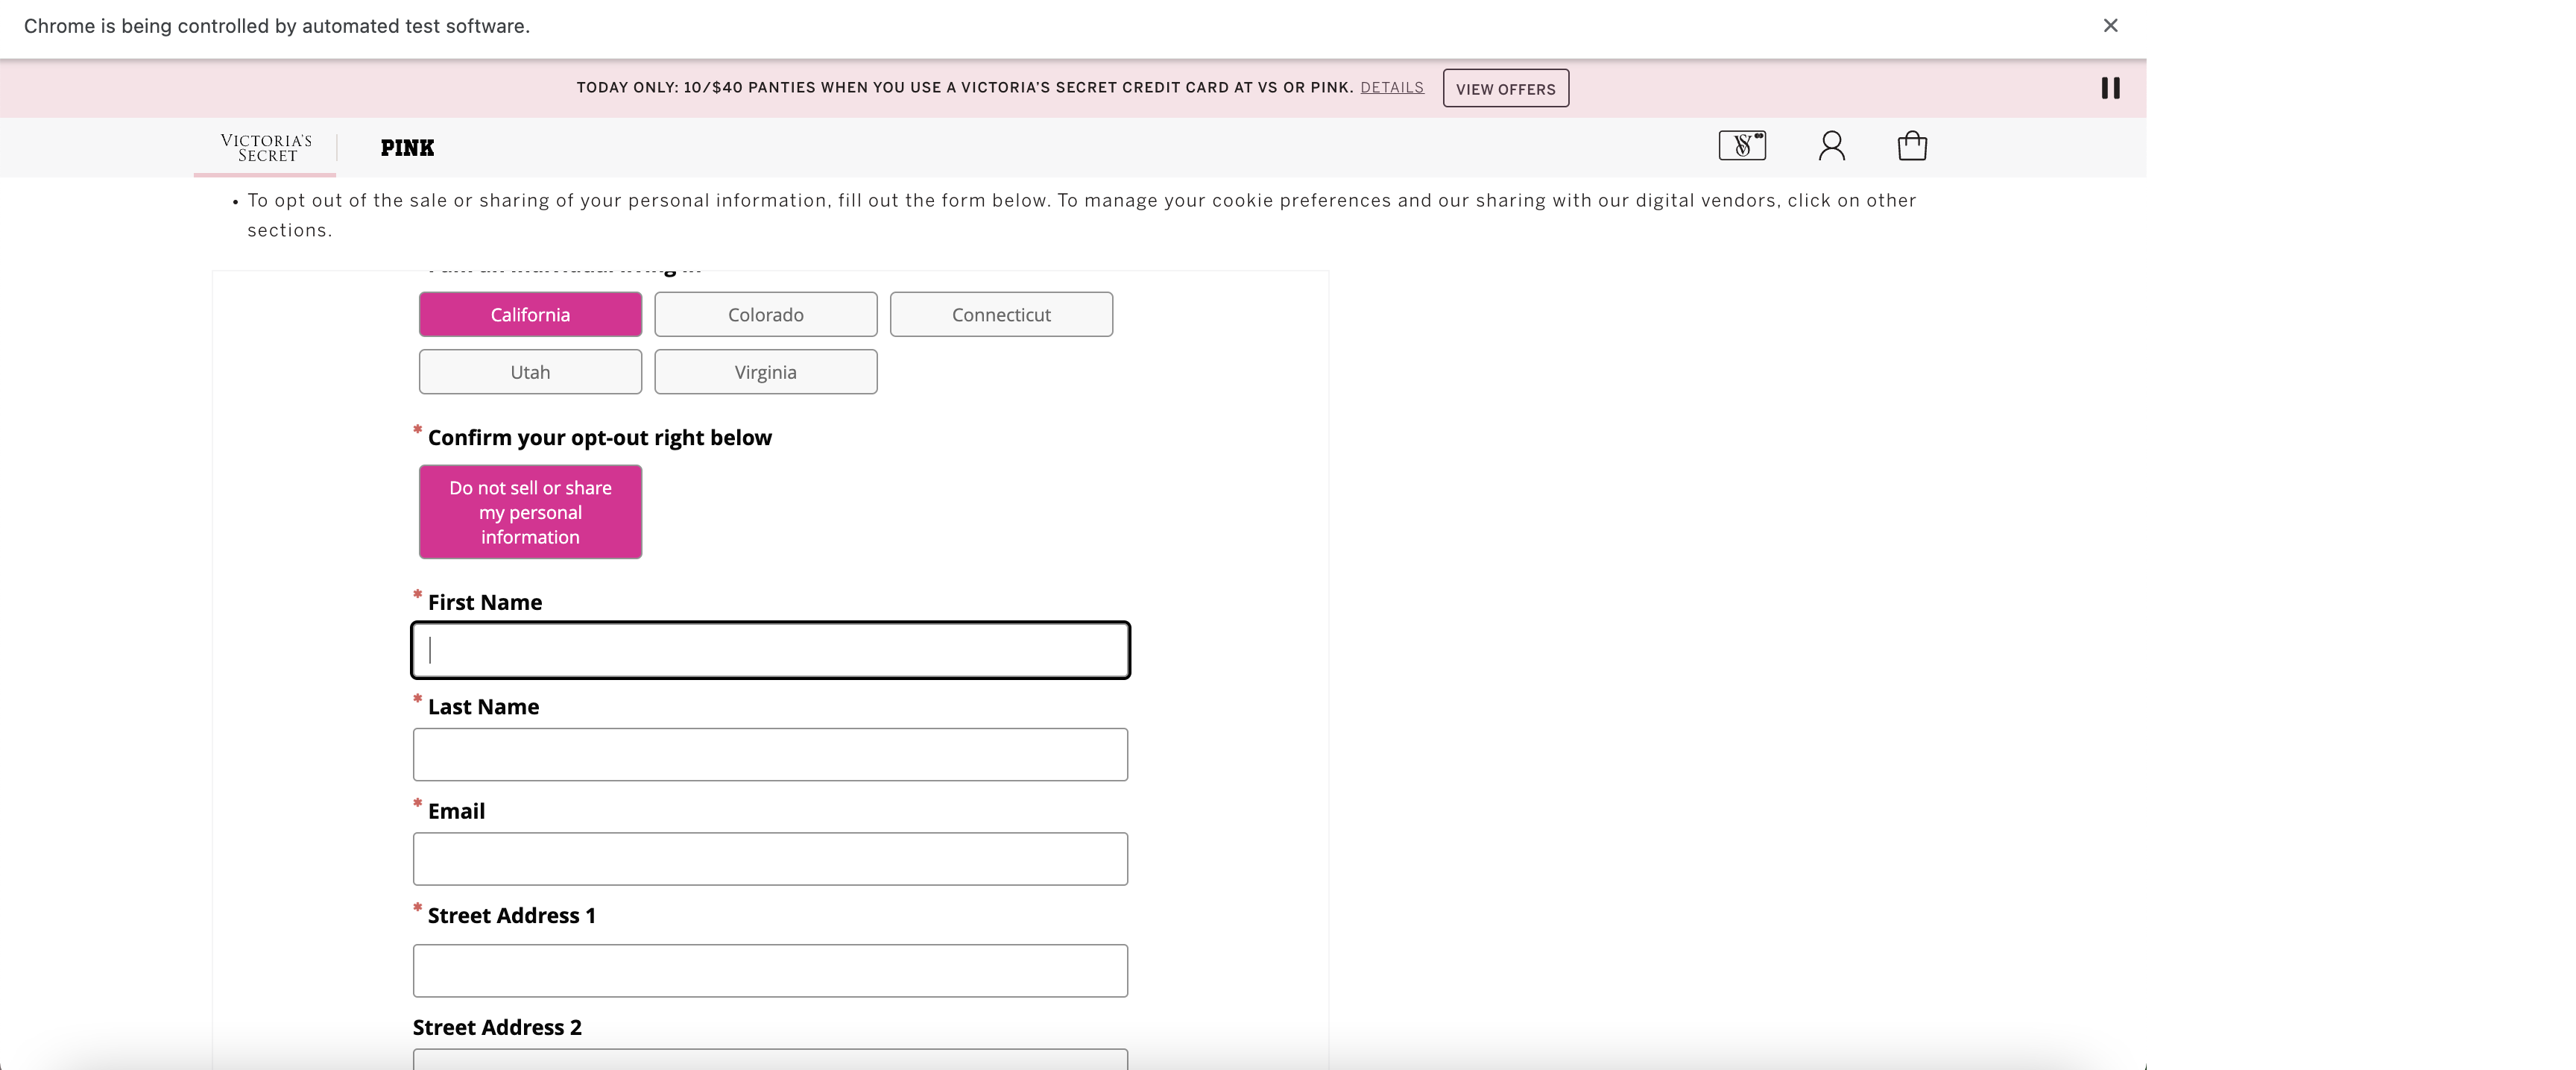 Chrome is being controlled by automated test software.
TODAY ONLY: 10/$40 PANTIES WHEN YOU USE A VICTORIA'S SECRET CREDIT CARD AT VS OR PINK. DETAILS VIEW OFFERS
VICTORIA'S
SECRET
PINK
VS
• To opt out of the sale or sharing of your personal information, fill out the form below. To manage your cookie preferences and our sharing with our digital vendors, click on other
sections.
California Colorado Connecticut
Utah Virginia
* Confirm your opt-out right below
Do not sell or share
my personal
information
* First Name
* Last Name
* Email
* Street Address 1
Street Address 2